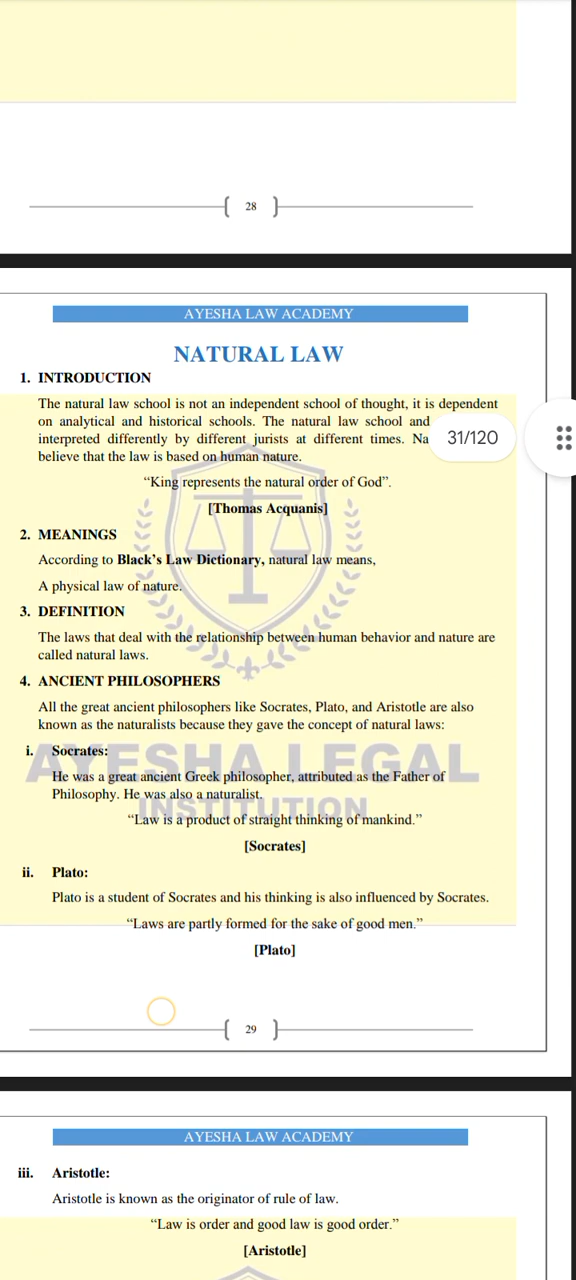 28
AYESHA LAW ACADEMY
NATURAL LAW
1. INTRODUCTION
The natural law school is not an independent school of thought, it is dependent
on analytical and historical schools. The natural law school and
interpreted differently by different jurists at different times. Na
believe that the law is based on human nature.
31/120
“King represents the natural order of God”.
[Thomas Acquanis]
2. MEANINGS
According to Black’s Law Dictionary, natural law means,
A physical law of nature.
3. DEFINITION
The laws that deal with the relationship between human behavior and nature are
called natural laws.
4. ANCIENT PHILOSOPHERS
All the great ancient philosophers like Socrates, Plato, and Aristotle are also
known as the naturalists because they gave the concept of natural laws:
i. Socrates:
AYESHA LEGAL
He was a great ancient Greek philosopher, attributed as the Father of
Philosophy. He was also a naturalist.
INSTITUTION
“Law is a product of straight thinking of mankind.”
[Socrates]
ii. Plato:
Plato is a student of Socrates and his thinking is also influenced by Socrates.
“Laws are partly formed for the sake of good men.”
[Plato]
29
AYESHA LAW ACADEMY
iii. Aristotle:
Aristotle is known as the originator of rule of law.
“Law is order and good law is good order.”
[Aristotle]